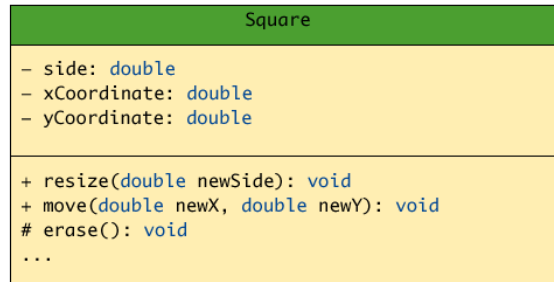 Square
– side: double
– xCoordinate: double
– yCoordinate: double
+ resize(double newSide): void
+ move(double newX, double newY): void
# erase(): void
...